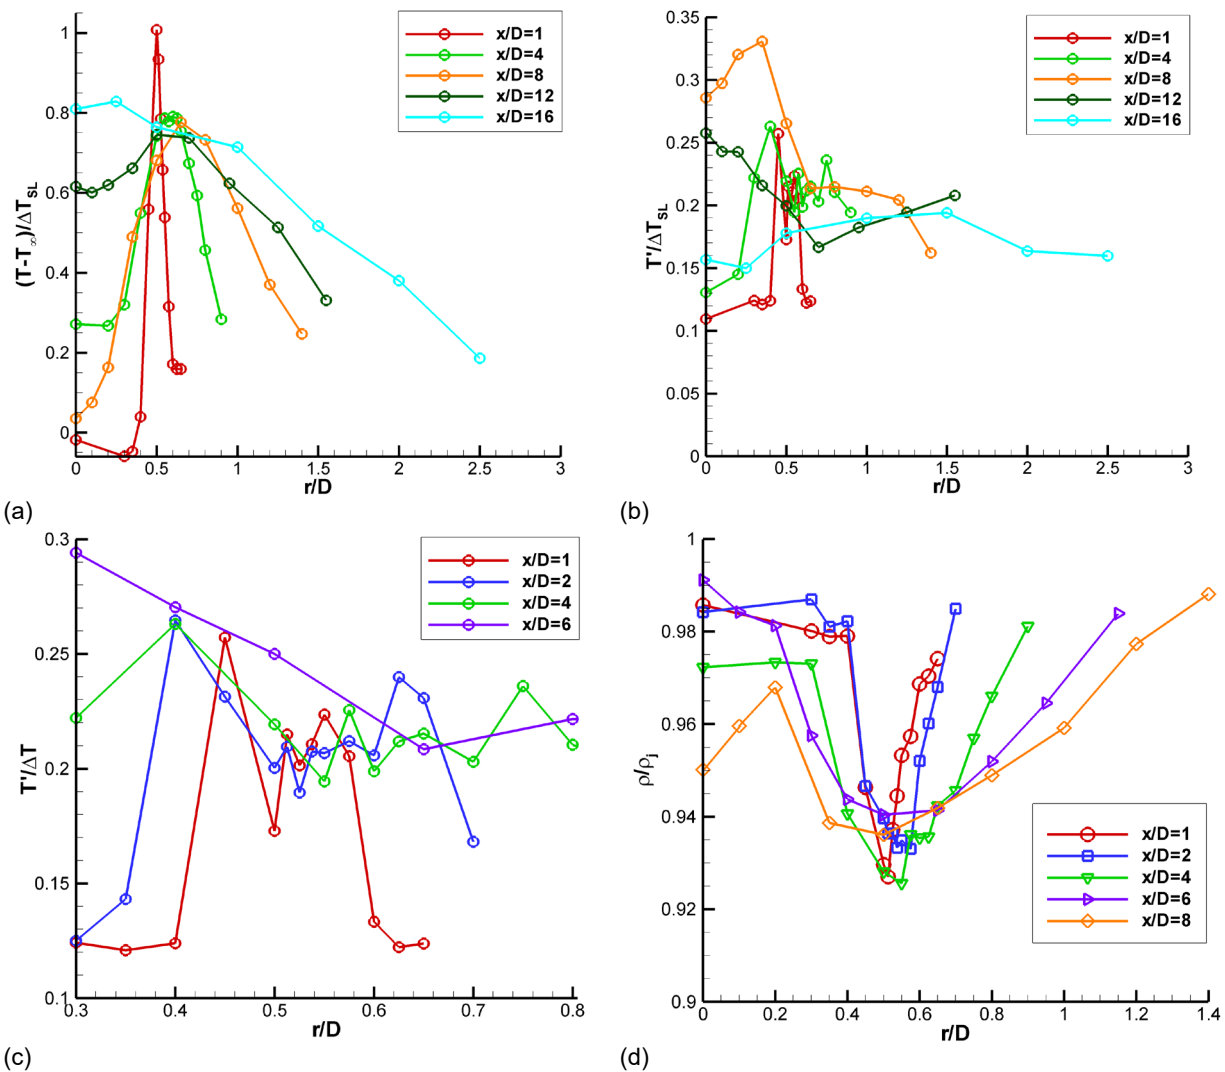 (T-T∞)/ΔTSL
1
0.8
0.6
0.4
0.2
0
0
0.5
1
1.5
2
2.5
3
r/D
x/D=1
x/D=4
x/D=8
x/D=12
x/D=16
(a)
T'/ΔTSL
0.35
0.3
0.25
0.2
0.15
0.1
0.05
0
0
0.5
1
1.5
2
2.5
3
r/D
x/D=1
x/D=4
x/D=8
x/D=12
x/D=16
(b)
T'/ΔT
0.3
0.25
0.2
0.15
0.1
0.3
0.4
0.5
0.6
0.7
0.8
r/D
x/D=1
x/D=2
x/D=4
x/D=6
(c)
ρ/ρj
1
0.98
0.96
0.94
0.92
0.9
0
0.2
0.4
0.6
0.8
1
1.2
1.4
r/D
x/D=1
x/D=2
x/D=4
x/D=6
x/D=8
(d)